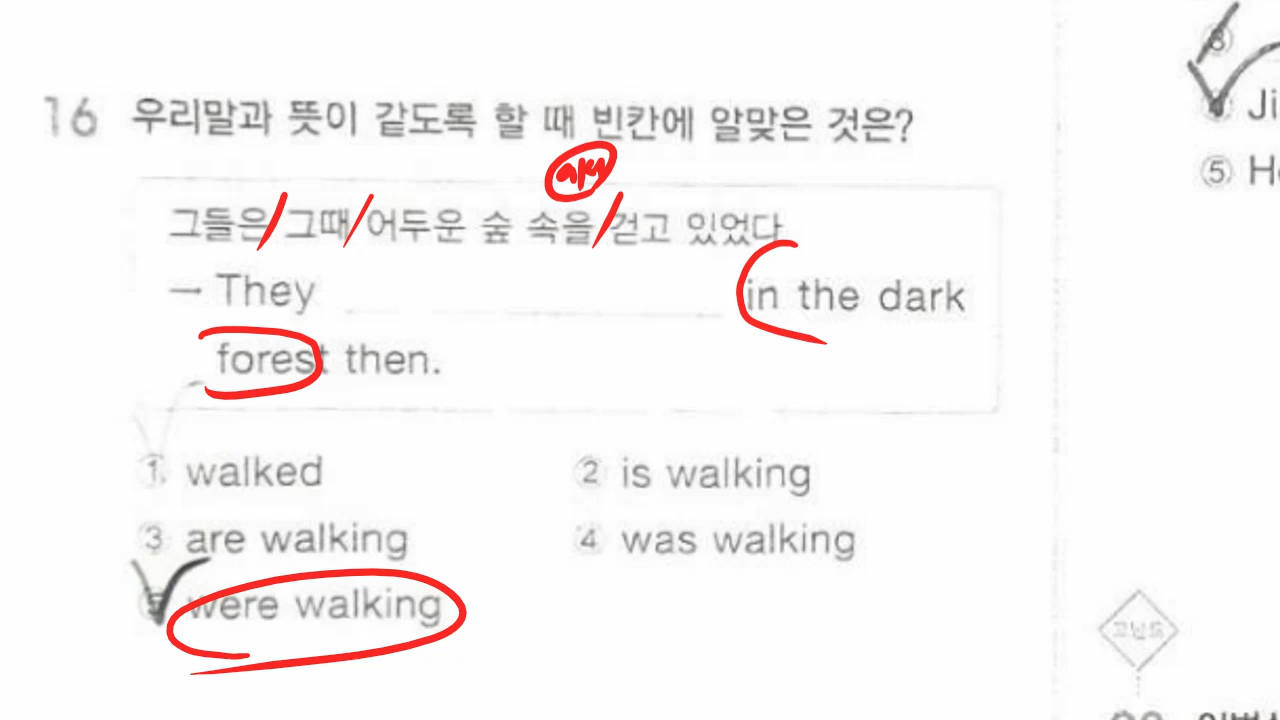 16 우리말과 뜻이 같도록 할 때 빈칸에 알맞은 것은?
그들은 그때 어두운 숲 속을 걷고 있었다
→ They in the dark
forest then.
① walked ② is walking
③ are walking ④ was walking
⑤ were walking
⑤ H
Ji
고난도